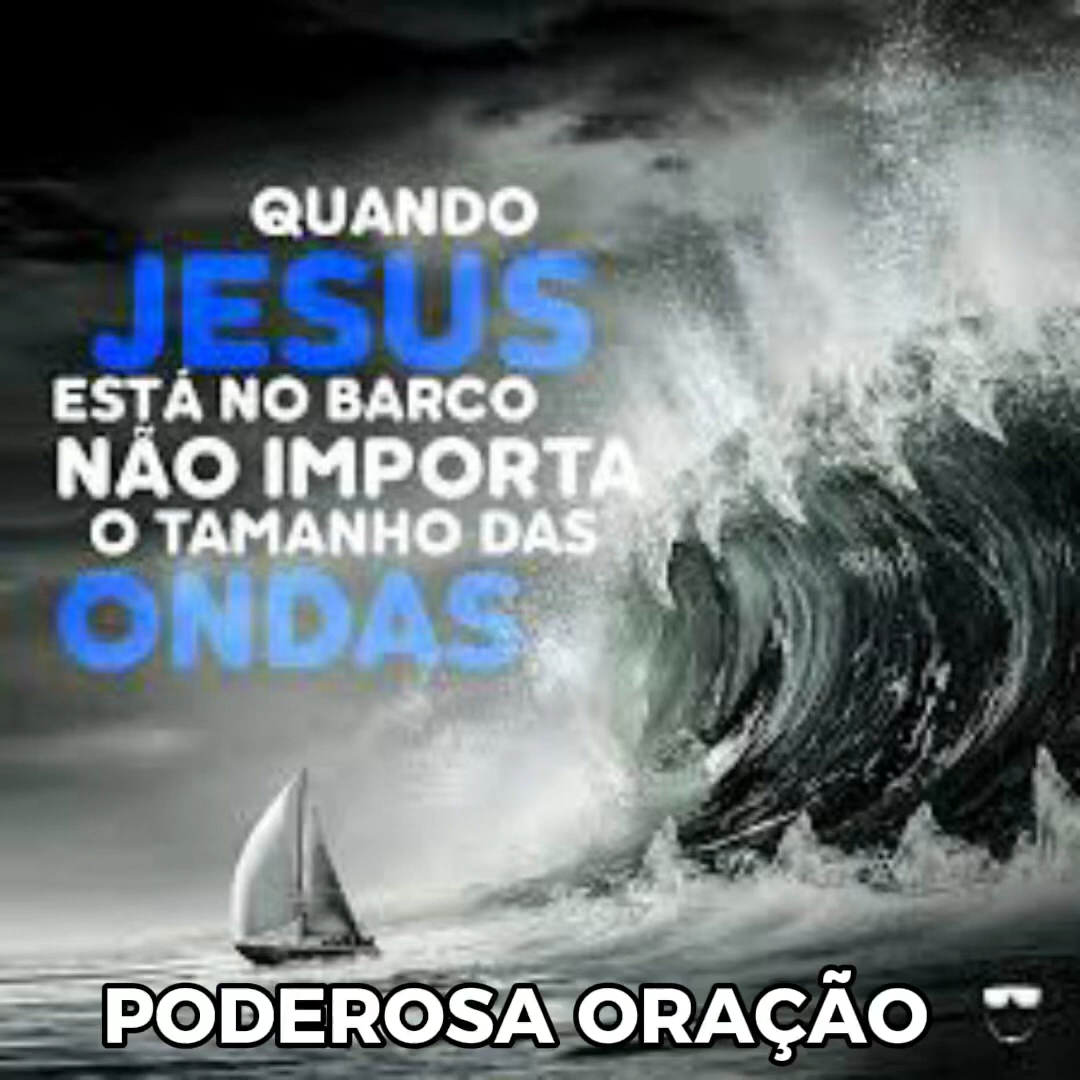 QUANDO
JESUS
ESTÁ NO BARCO
NÃO IMPORTA
O TAMANHO DAS
ONDAS
PODEROSA ORAÇÃO